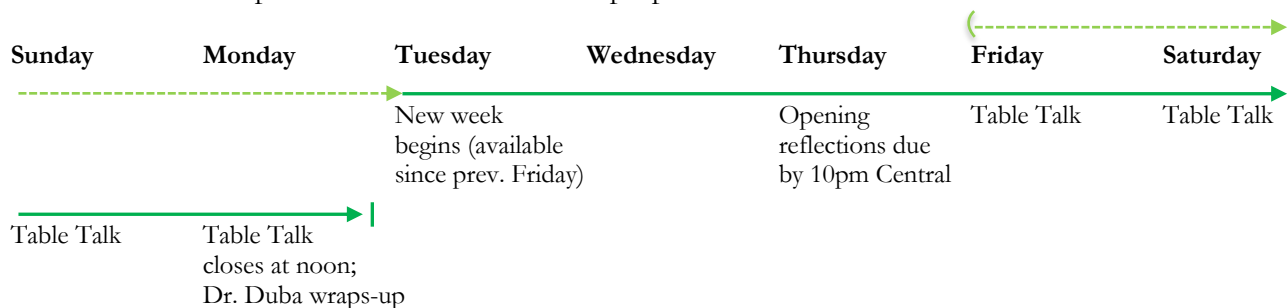 Sunday Monday Tuesday Wednesday Thursday Friday Saturday
New week
begins (available
since prev. Friday)
Opening
reflections due
by 10pm Central
Table Talk
Table Talk
Table Talk
Table Talk
closes at noon;
Dr. Duba wraps-up